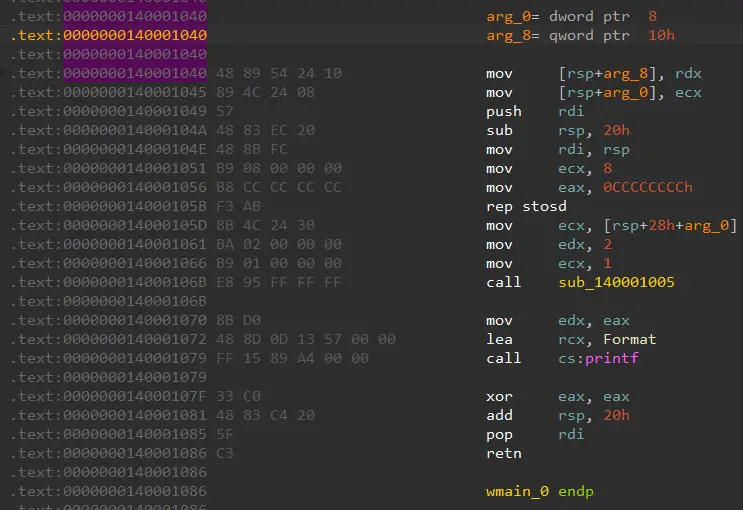 .text:0000000140001040 arg_0= dword ptr 8
.text:0000000140001040 arg_8= qword ptr 10h
.text:0000000140001040
.text:0000000140001040 48 89 54 24 10 mov [rsp+arg_8], rdx
.text:0000000140001045 89 4C 24 08 mov [rsp+arg_0], ecx
.text:0000000140001049 57 push rdi
.text:000000014000104A 48 83 EC 20 sub rsp, 20h
.text:000000014000104E 48 8B FC mov rdi, rsp
.text:0000000140001051 B9 08 00 00 00 mov ecx, 8
.text:0000000140001056 B8 CC CC CC CC mov eax, 0CCCCCCCCh
.text:000000014000105B F3 AB rep stosd
.text:000000014000105D 8B 4C 24 30 mov ecx, [rsp+28h+arg_0]
.text:0000000140001061 BA 02 00 00 00 mov edx, 2
.text:0000000140001066 B9 01 00 00 00 mov ecx, 1
.text:000000014000106B E8 95 FF FF FF call sub_140001005
.text:000000014000106B
.text:0000000140001070 8B D0 mov edx, eax
.text:0000000140001072 48 8D 0D 13 57 00 00 lea rcx, Format
.text:0000000140001079 FF 15 89 A4 00 00 call cs:printf
.text:0000000140001079
.text:000000014000107F 33 C0 xor eax, eax
.text:0000000140001081 48 83 C4 20 add rsp, 20h
.text:0000000140001085 5F pop rdi
.text:0000000140001086 C3 retn
.text:0000000140001086
.text:0000000140001086 wmain_0 endp